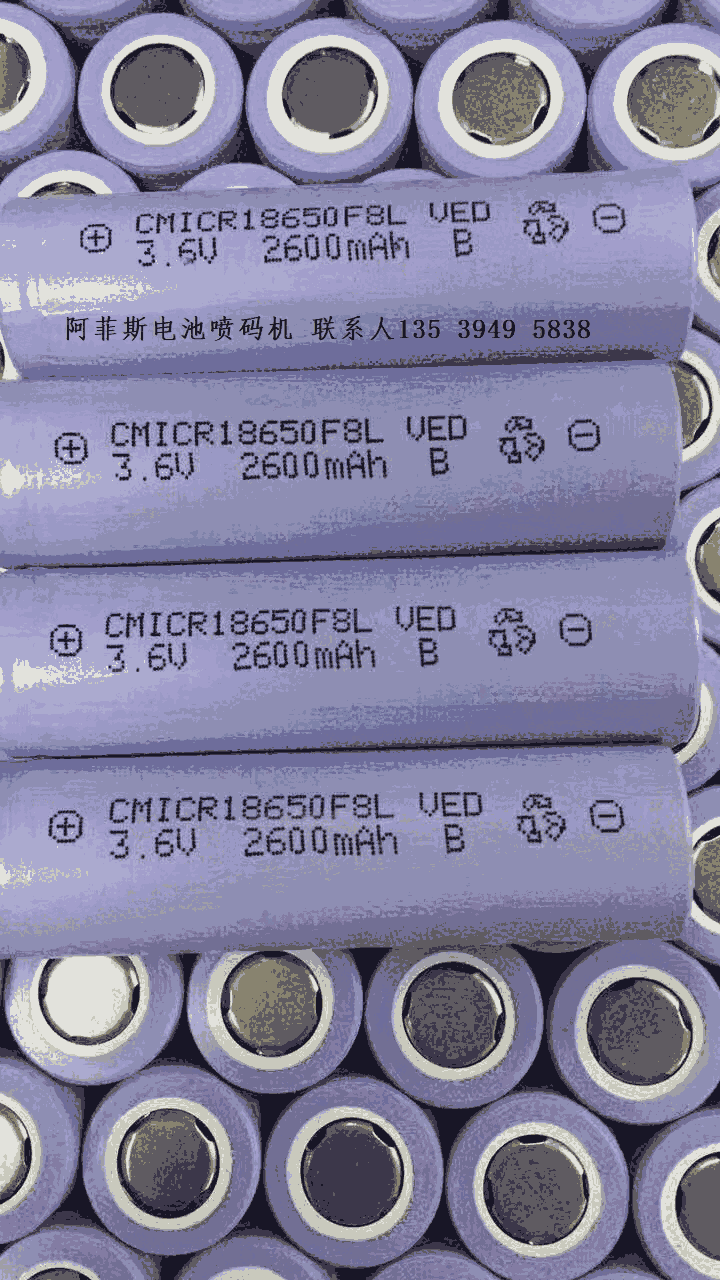 ⊕ CMICR18650F8L VED ⊖
3.6V 2600mAh B
阿菲斯电池喷码机 联系人135 3949 5838
⊕ CMICR18650F8L VED ⊖
3.6V 2600mAh B
⊕ CMICR18650F8L VED ⊖
3.6V 2600mAh B
⊕ CMICR18650F8L VED ⊖
3.6V 2600mAh B